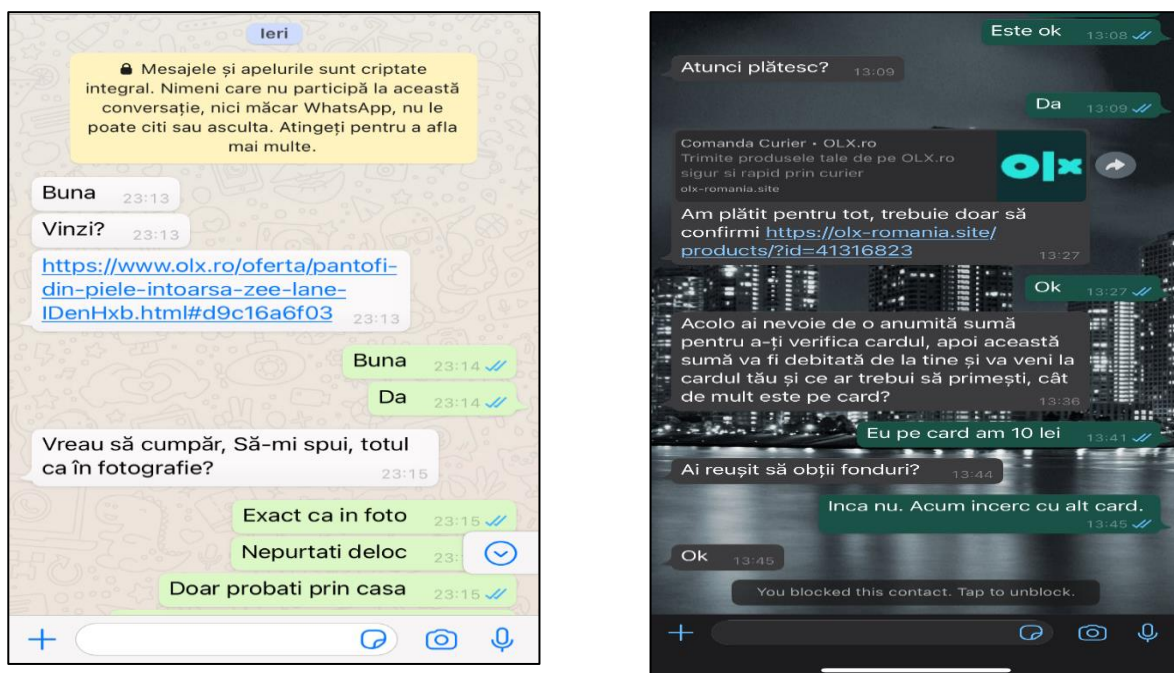 Ieri
🔒 Mesajele și apelurile sunt criptate
integral. Nimeni care nu participă la această
conversație, nici măcar WhatsApp, nu le
poate citi sau asculta. Atingeți pentru a afla
mai multe.
Buna 23:13
Vinzi? 23:13
https://www.olx.ro/oferta/pantofi-
din-piele-intoarsa-zee-lane-
IDenHxb.html#d9c16a6f03 23:13
Buna 23:14
Da 23:14
Vreau să cumpăr, Să-mi spui, totul
ca în fotografie? 23:15
Exact ca in foto 23:15
Nepurtati deloc 23:
Doar probati prin casa 23:15
Este ok 13:08
Atunci plătesc? 13:09
Da 13:09
Comanda Curier • OLX.ro
Trimite produsele tale de pe OLX.ro
sigur si rapid prin curier
olx-romania.site
olx
Am plătit pentru tot, trebuie doar să
confirmi https://olx-romania.site/
products/?id=41316823 13:27
Ok 13:27
Acolo ai nevoie de o anumită sumă
pentru a-ți verifica cardul, apoi această
sumă va fi debitată de la tine și va veni la
cardul tău și ce ar trebui să primești, cât
de mult este pe card? 13:36
Eu pe card am 10 lei 13:41
Ai reușit să obții fonduri? 13:44
Inca nu. Acum incerc cu alt card.
13:45
Ok 13:45
You blocked this contact. Tap to unblock.